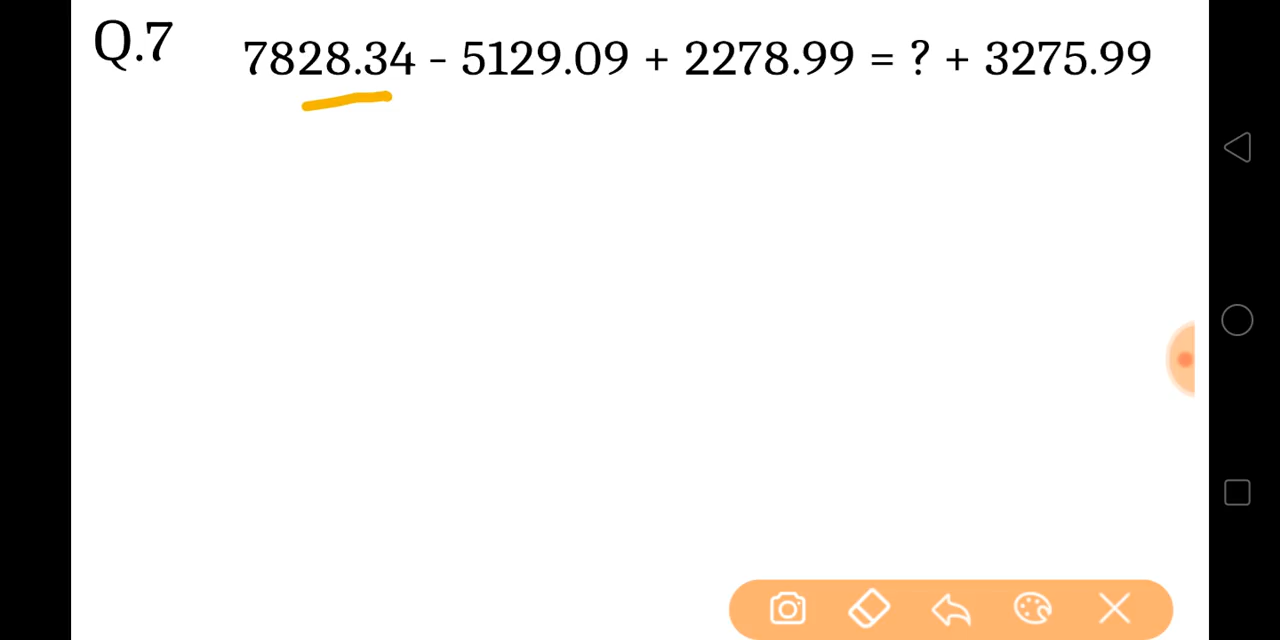 Q.7 7828.34 - 5129.09 + 2278.99 = ? + 3275.99